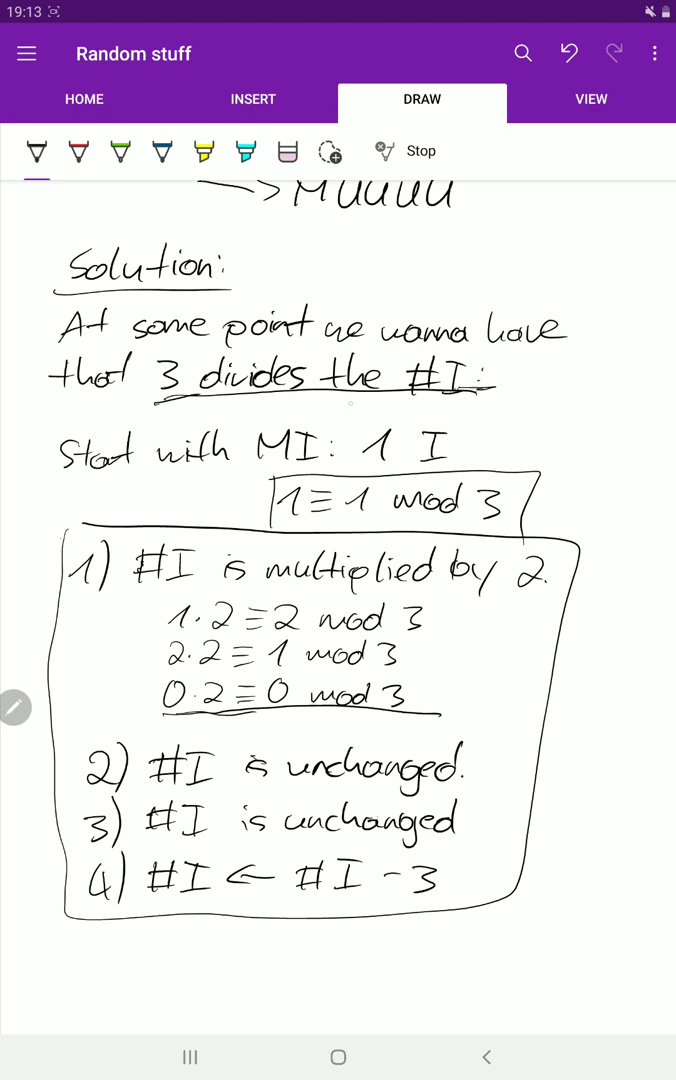 19:13
Random stuff
HOME INSERT DRAW VIEW
Stop
—> MUUUU
Solution:
At some point we wanna have
that 3 divides the #I:
Start with MI: 1 I
1 ≡ 1 mod 3
1) #I is multiplied by 2.
1·2 ≡ 2 mod 3
2·2 ≡ 1 mod 3
0·2 ≡ 0 mod 3
2) #I is unchanged.
3) #I is unchanged
4) #I ← #I - 3